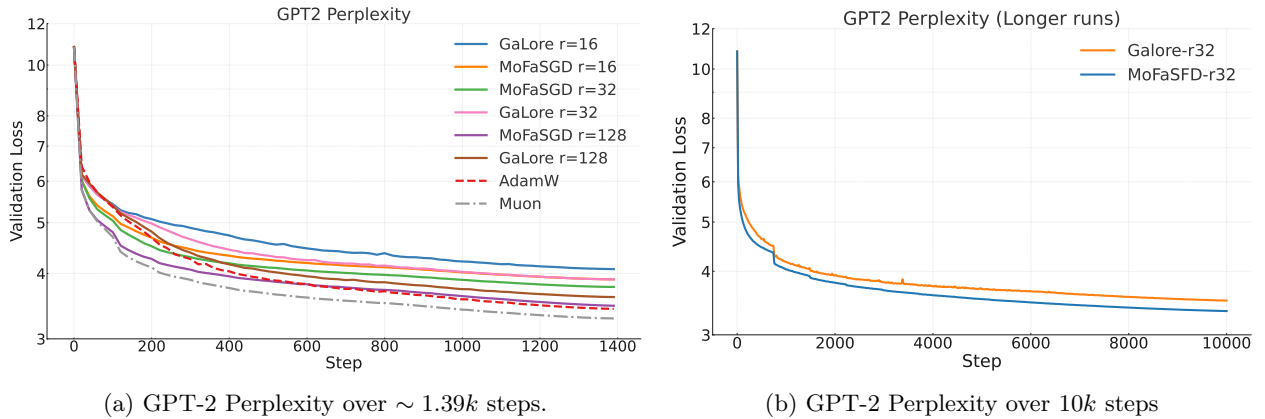 GPT2 Perplexity
12
10
9
8
7
6
5
4
3
Validation Loss
0 200 400 600 800 1000 1200 1400
Step
GaLore r=16
MoFaSGD r=16
MoFaSGD r=32
GaLore r=32
MoFaSGD r=128
GaLore r=128
AdamW
Muon
(a) GPT-2 Perplexity over ∼ 1.39k steps.
GPT2 Perplexity (Longer runs)
12
10
8
7
6
5
4
3
Validation Loss
0 2000 4000 6000 8000 10000
Step
Galore-r32
MoFaSFD-r32
(b) GPT-2 Perplexity over 10k steps